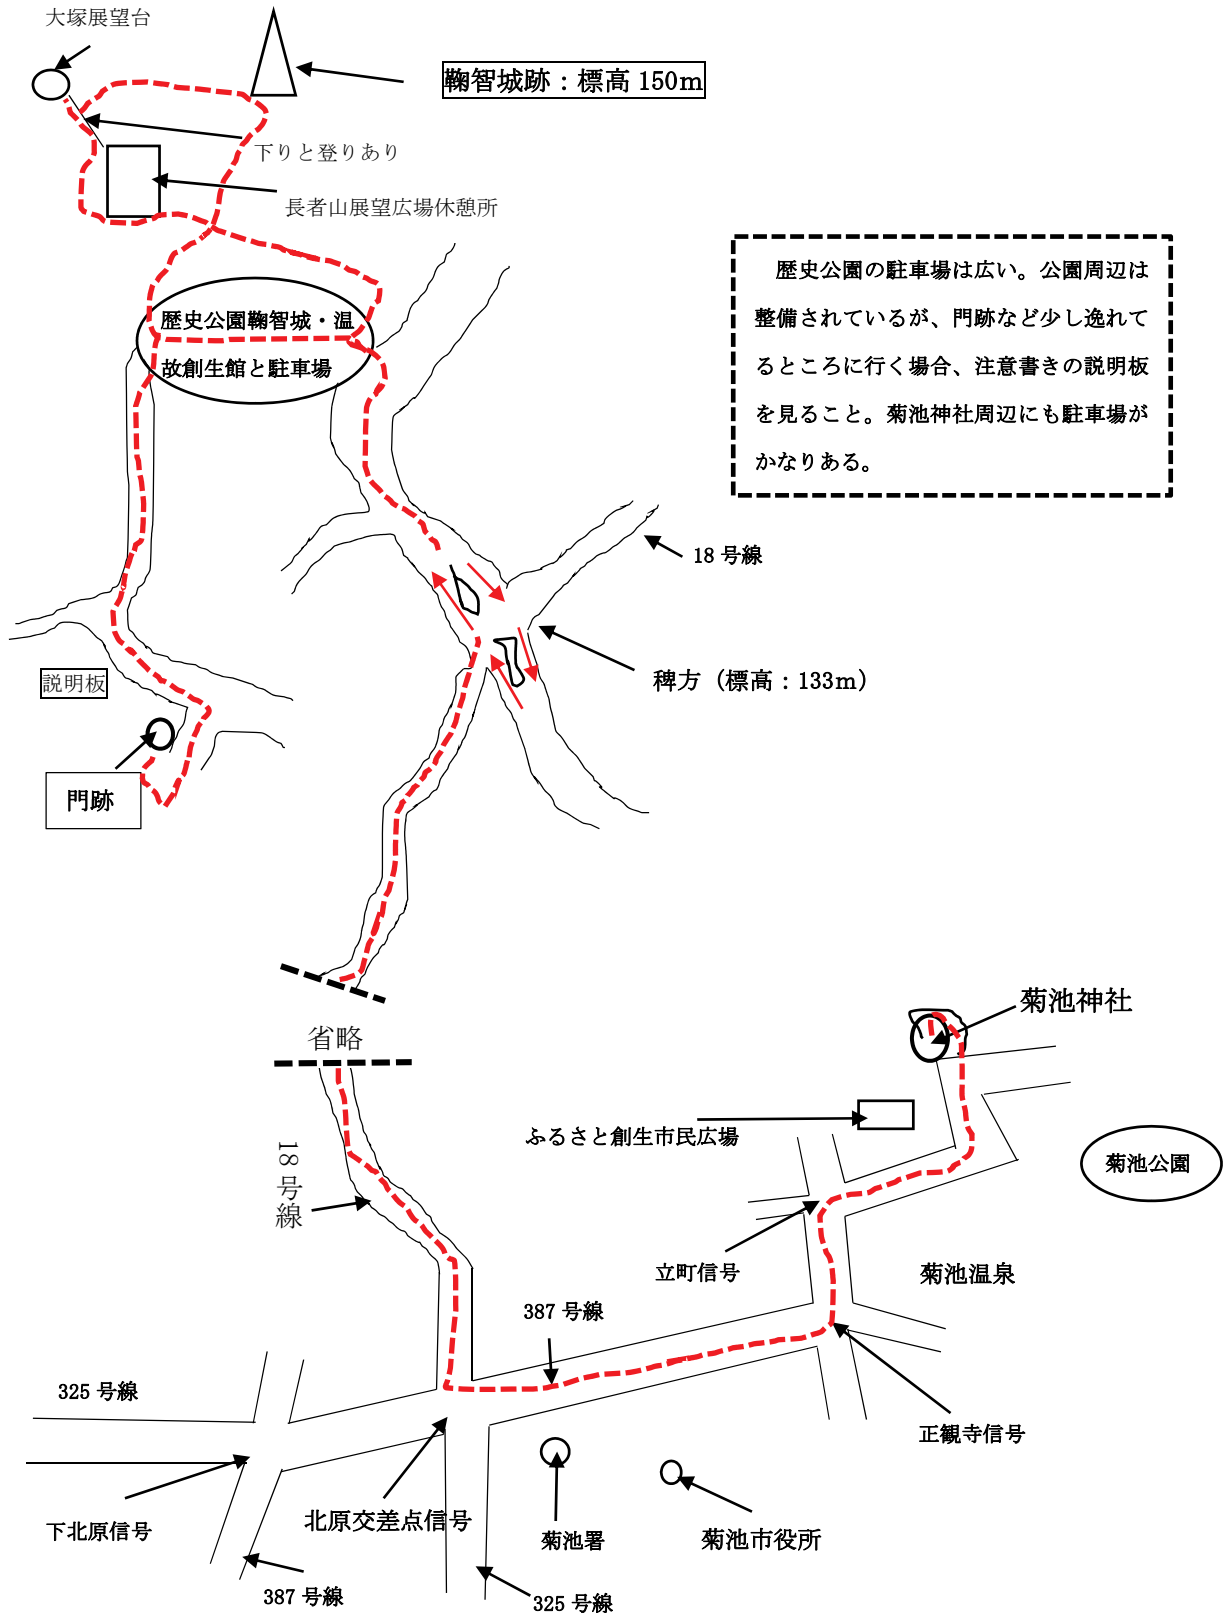 大塚展望台
鞠智城跡：標高 150m
下りと登りあり
長者山展望広場休憩所
歴史公園の駐車場は広い。公園周辺は
整備されているが、門跡など少し逸れて
るところに行く場合、注意書きの説明板
を見ること。菊池神社周辺にも駐車場が
かなりある。
歴史公園鞠智城・温
故創生館と駐車場
18 号線
稗方（標高：133m）
説明板
門跡
省略
菊池神社
ふるさと創生市民広場
18 号線
菊池公園
立町信号
菊池温泉
387 号線
325 号線
正観寺信号
下北原信号
北原交差点信号
菊池署
菊池市役所
387 号線
325 号線